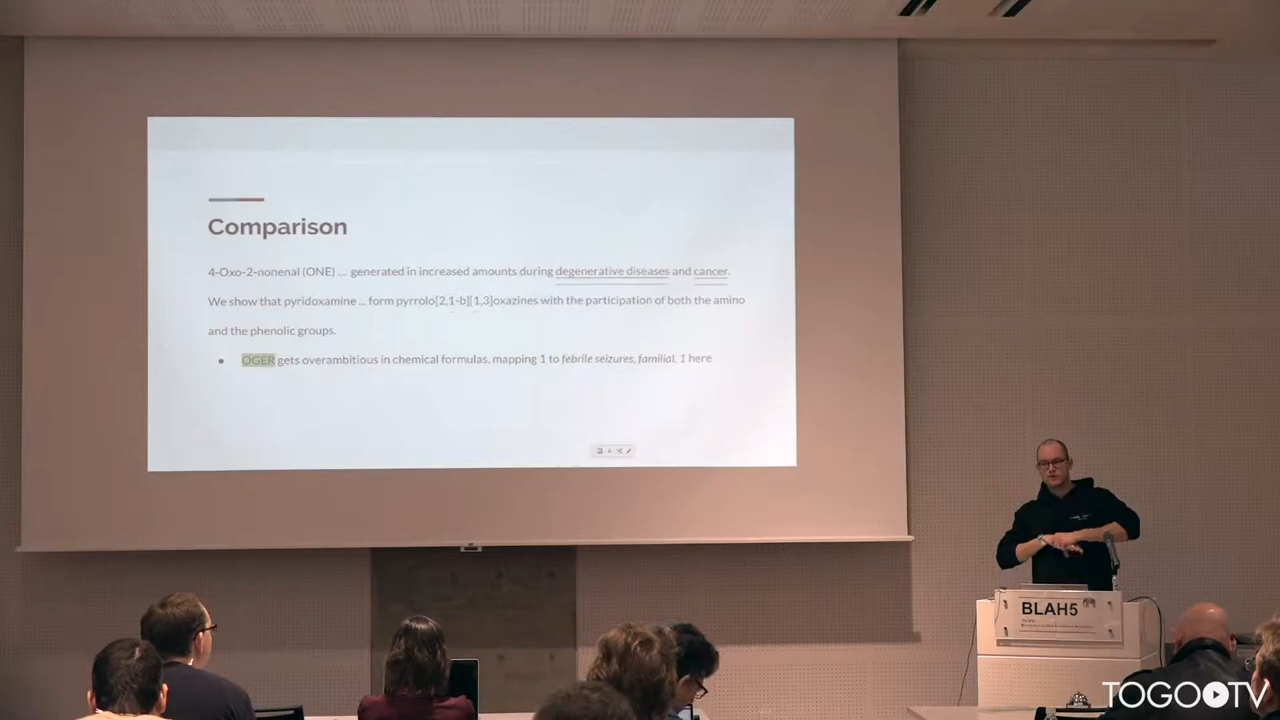 Comparison
4-Oxo-2-nonenal (ONE) ... generated in increased amounts during degenerative diseases and cancer.
We show that pyridoxamine ... form pyrrolo[2,1-b][1,3]oxazines with the participation of both the amino
and the phenolic groups.
• OGER gets overambitious in chemical formulas, mapping 1 to febrile seizures, familial, 1 here
BLAH5
TOGOTV